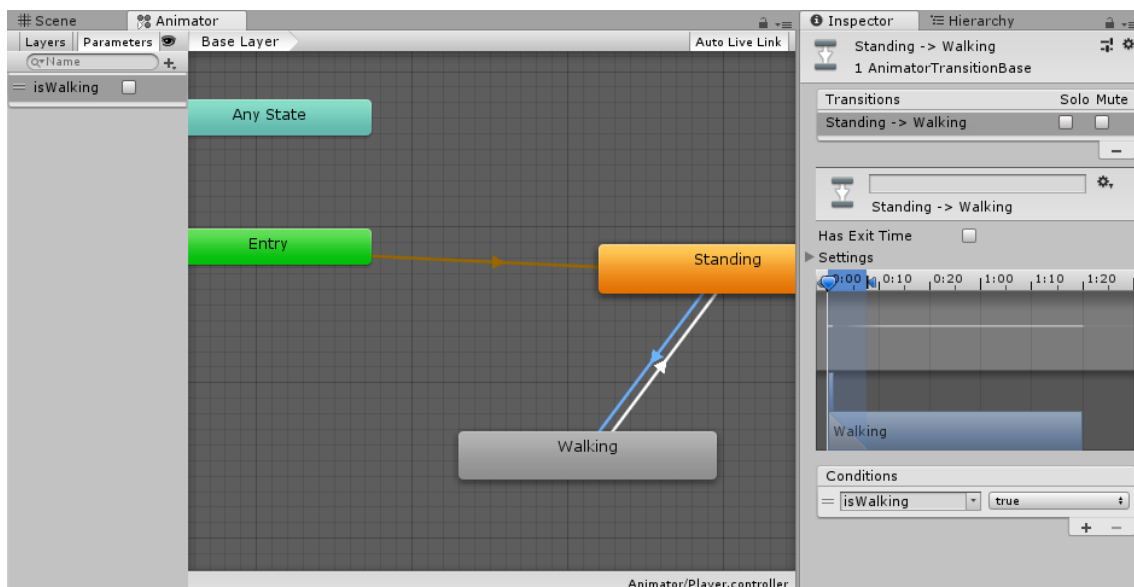 Scene
Animator
Layers Parameters
Base Layer
Auto Live Link
Name
isWalking
Any State
Entry
Standing
Walking
Animator/Player.controller
Inspector
Hierarchy
Standing -> Walking
1 AnimatorTransitionBase
Transitions Solo Mute
Standing -> Walking
Standing -> Walking
Has Exit Time
Settings
0:00 0:10 0:20 1:00 1:10 1:20
Walking
Conditions
isWalking true